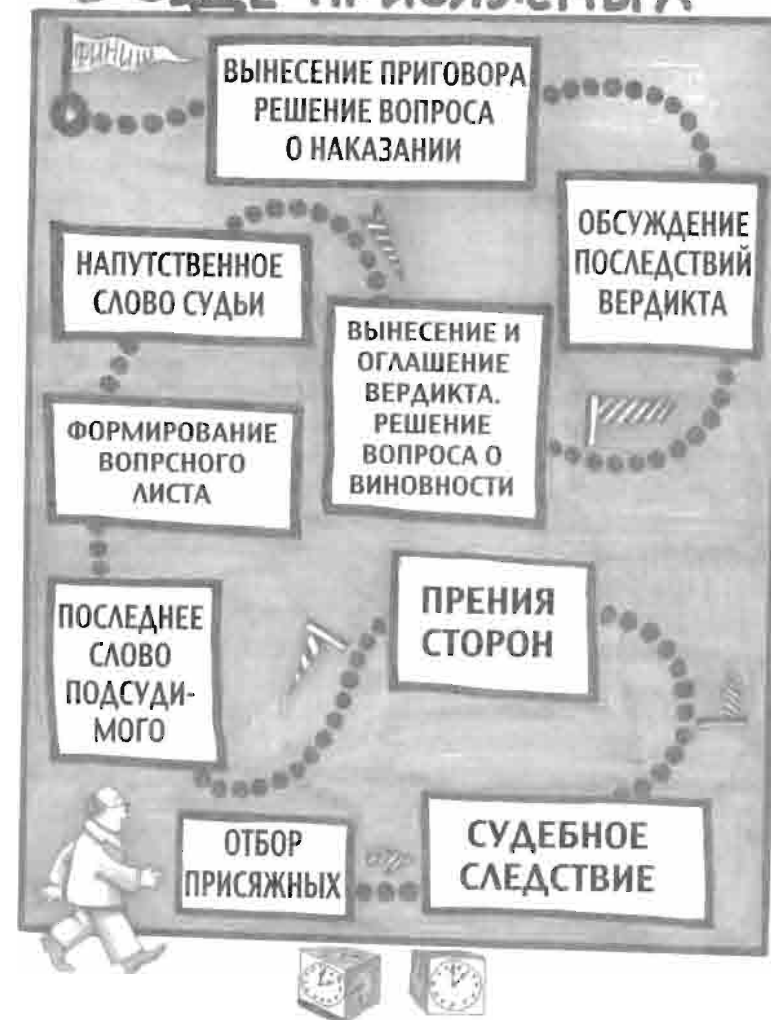 ФИНИШ
ВЫНЕСЕНИЕ ПРИГОВОРА
РЕШЕНИЕ ВОПРОСА
О НАКАЗАНИИ
ОБСУЖДЕНИЕ
ПОСЛЕДСТВИЙ
ВЕРДИКТА
НАПУТСТВЕННОЕ
СЛОВО СУДЬИ
ВЫНЕСЕНИЕ И
ОГЛАШЕНИЕ
ВЕРДИКТА.
РЕШЕНИЕ
ВОПРОСА О
ВИНОВНОСТИ
ФОРМИРОВАНИЕ
ВОПРСНОГО
ЛИСТА
ПОСЛЕДНЕЕ
СЛОВО
ПОДСУДИ-
МОГО
ПРЕНИЯ
СТОРОН
ОТБОР
ПРИСЯЖНЫХ
СУДЕБНОЕ
СЛЕДСТВИЕ